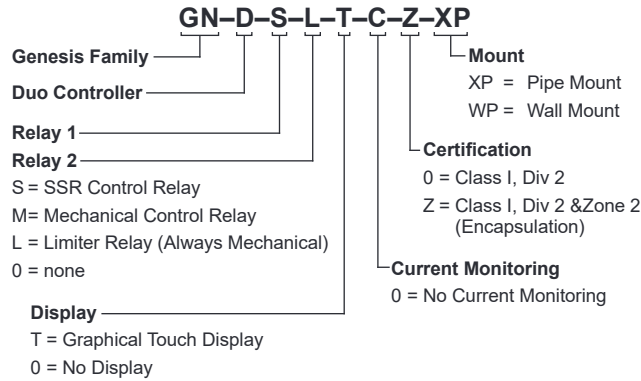 GN–D–S–L–T–C–Z–XP
Genesis Family
Duo Controller
Relay 1
Relay 2
S = SSR Control Relay
M= Mechanical Control Relay
L = Limiter Relay (Always Mechanical)
0 = none
Display
T = Graphical Touch Display
0 = No Display
Mount
XP = Pipe Mount
WP = Wall Mount
Certification
0 = Class I, Div 2
Z = Class I, Div 2 &Zone 2
(Encapsulation)
Current Monitoring
0 = No Current Monitoring